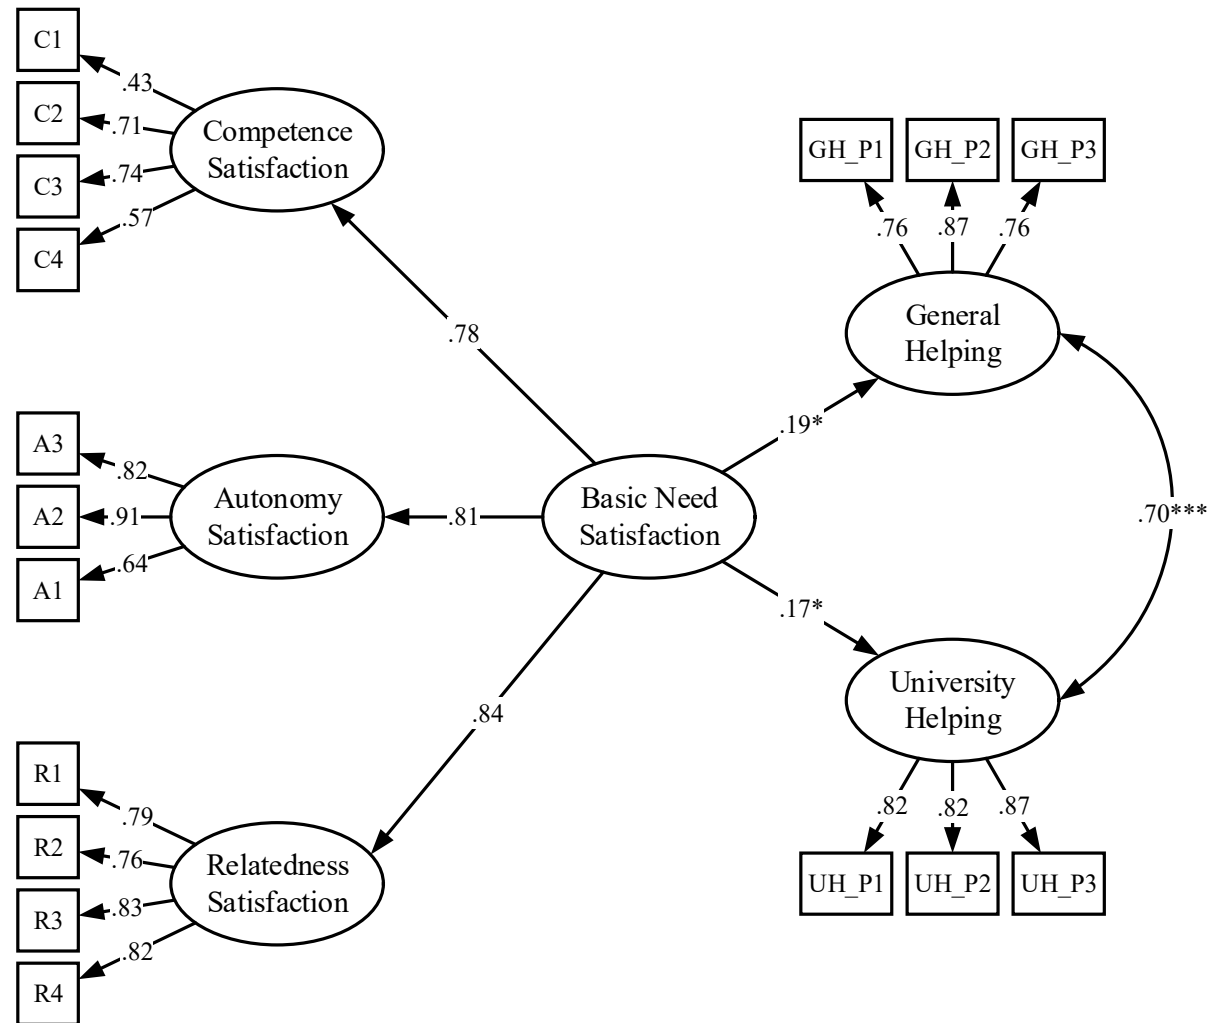 C1
C2
C3
C4
.43
.71
.74
.57
Competence
Satisfaction
.78
A3
A2
A1
.82
.91
.64
Autonomy
Satisfaction
.81
R1
R2
R3
R4
.79
.76
.83
.82
Relatedness
Satisfaction
.84
Basic Need
Satisfaction
.19*
.17*
GH_P1
GH_P2
GH_P3
.76
.87
.76
General
Helping
.70***
University
Helping
.82
.82
.87
UH_P1
UH_P2
UH_P3